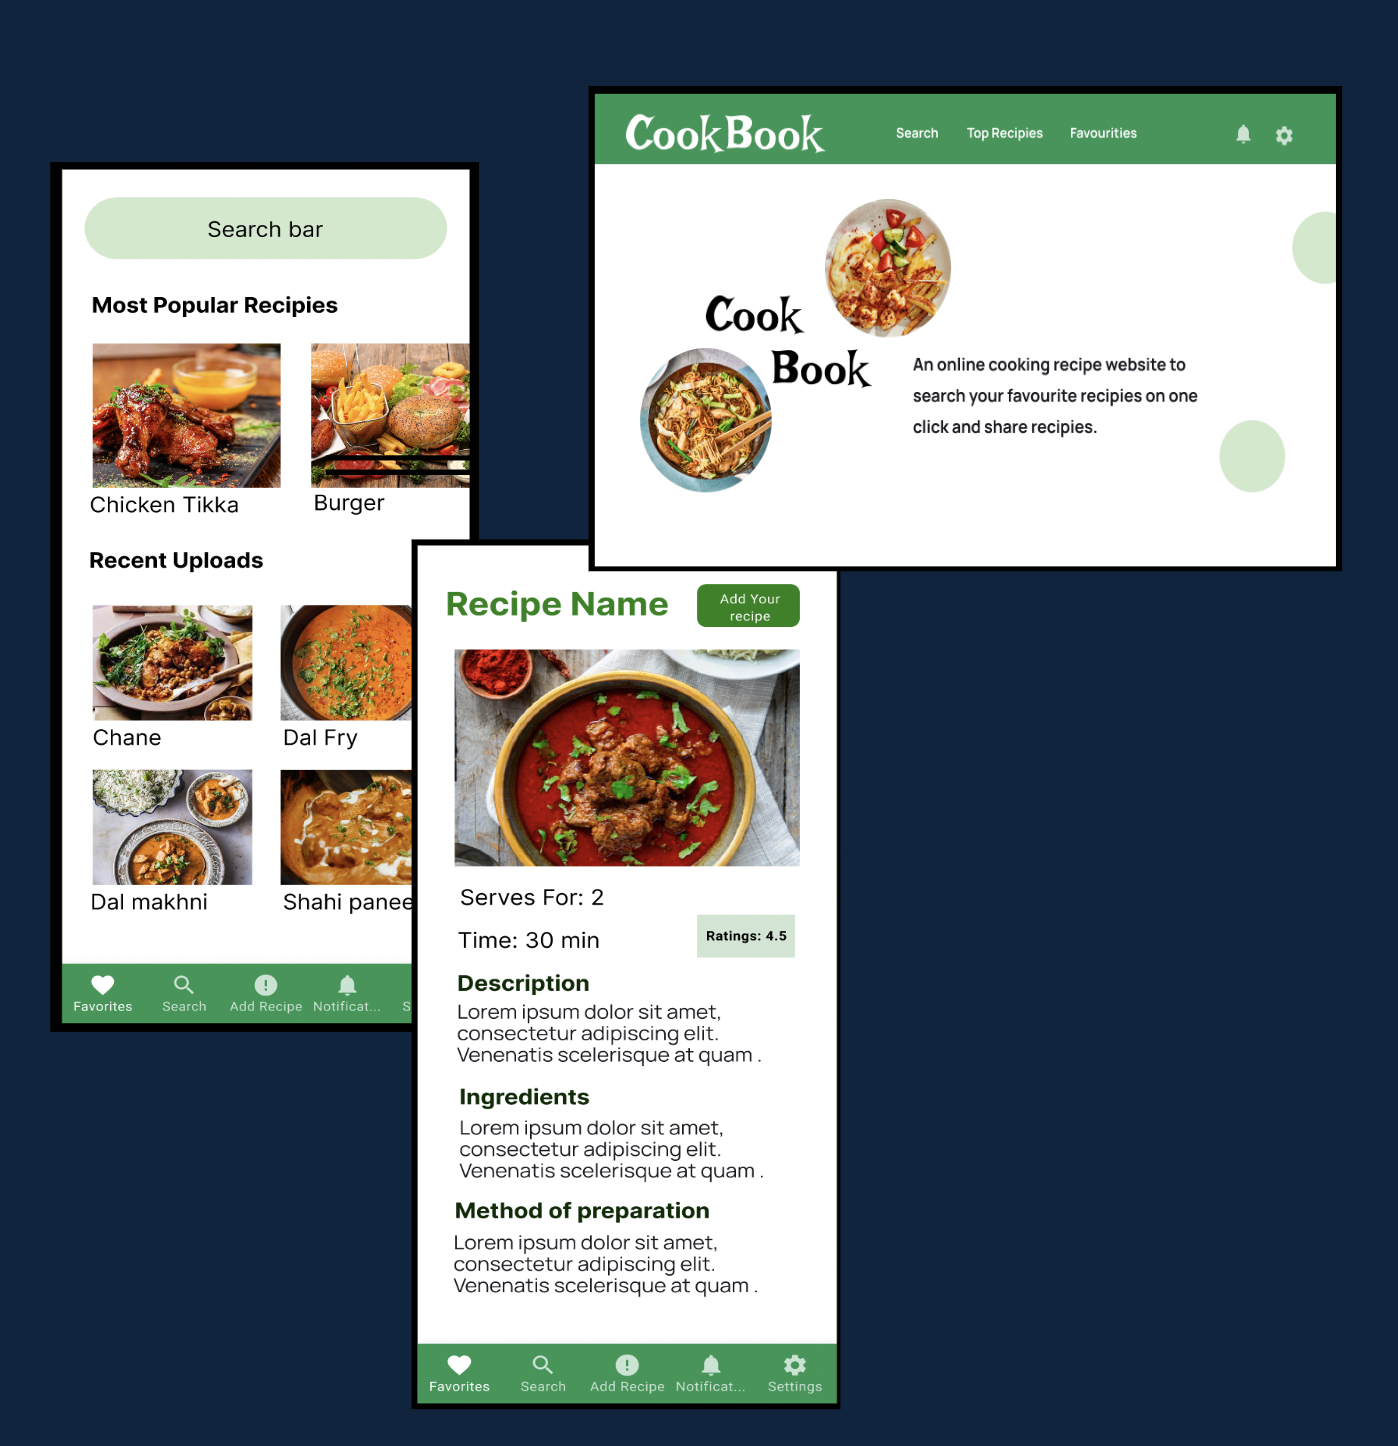 CookBook
Search
Top Recipies
Favourities
Cook
Book
An online cooking recipe website to
search your favourite recipies on one
click and share recipies.
Search bar
Most Popular Recipies
Chicken Tikka
Burger
Recent Uploads
Chane
Dal Fry
Dal makhni
Shahi panee
Favorites
Search
Add Recipe
Notificat...
S
Recipe Name
Add Your
recipe
Serves For: 2
Time: 30 min
Ratings: 4.5
Description
Lorem ipsum dolor sit amet,
consectetur adipiscing elit.
Venenatis scelerisque at quam .
Ingredients
Lorem ipsum dolor sit amet,
consectetur adipiscing elit.
Venenatis scelerisque at quam .
Method of preparation
Lorem ipsum dolor sit amet,
consectetur adipiscing elit.
Venenatis scelerisque at quam .
Favorites
Search
Add Recipe
Notificat...
Settings